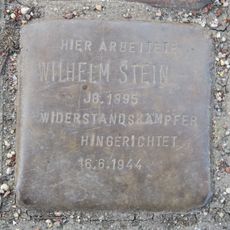 HIER ARBEITETE
WILHELM STEIN
JG. 1895
WIDERSTANDSKÄMPFER
HINGERICHTET
16.6.1944